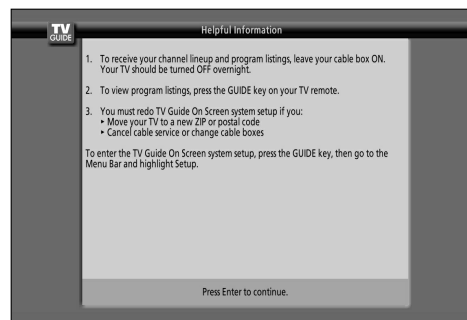 TV
GUIDE
Helpful Information
1. To receive your channel lineup and program listings, leave your cable box ON.
Your TV should be turned OFF overnight.
2. To view program listings, press the GUIDE key on your TV remote.
3. You must redo TV Guide On Screen system setup if you:
▸ Move your TV to a new ZIP or postal code
▸ Cancel cable service or change cable boxes
To enter the TV Guide On Screen system setup, press the GUIDE key, then go to the
Menu Bar and highlight Setup.
Press Enter to continue.